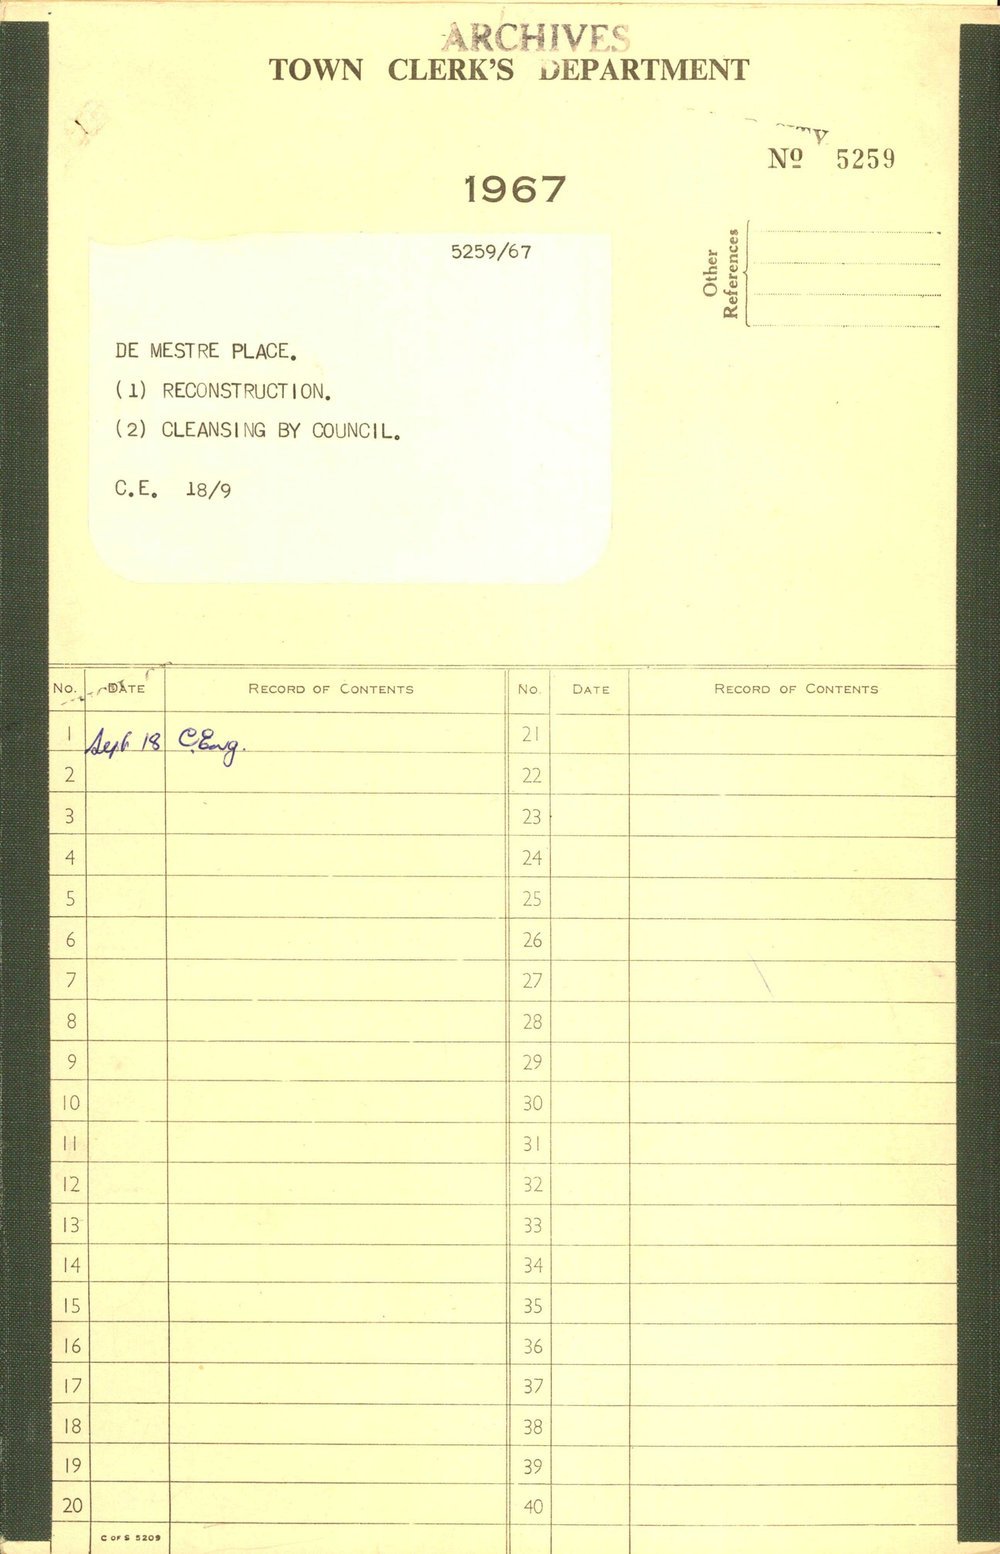 ARCHIVES
TOWN CLERK'S DEPARTMENT
Nº 5259
1967
Other
References
5259/67
DE MESTRE PLACE.
(1) RECONSTRUCTION.
(2) CLEANSING BY COUNCIL.
C.E. 18/9
No. DATE RECORD OF CONTENTS No. DATE RECORD OF CONTENTS
1 Sept 18 C.Eng. 21
2 22
3 23
4 24
5 25
6 26
7 27
8 28
9 29
10 30
11 31
12 32
13 33
14 34
15 35
16 36
17 37
18 38
19 39
20 40
C OF S 5209